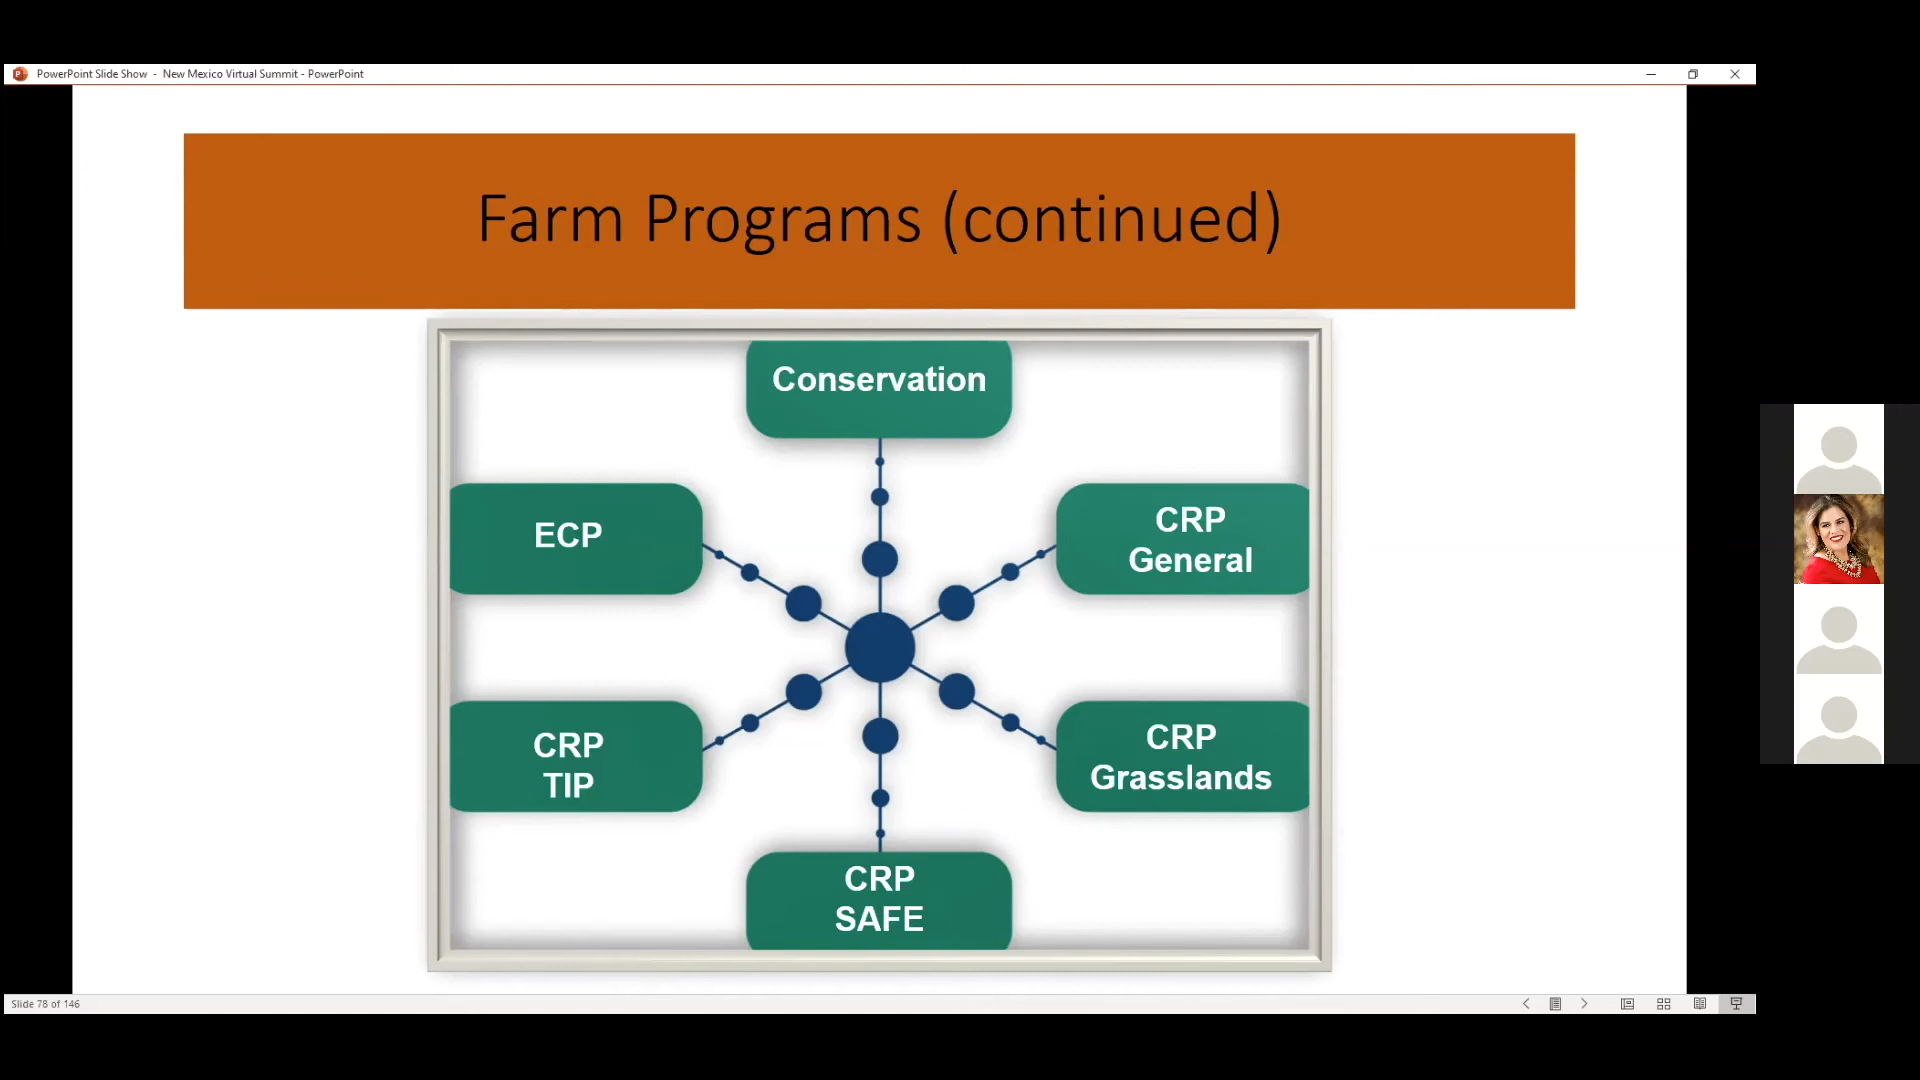 PowerPoint Slide Show - New Mexico Virtual Summit - PowerPoint
Farm Programs (continued)
Conservation
ECP
CRP
General
CRP
TIP
CRP
Grasslands
CRP
SAFE
Slide 78 of 146